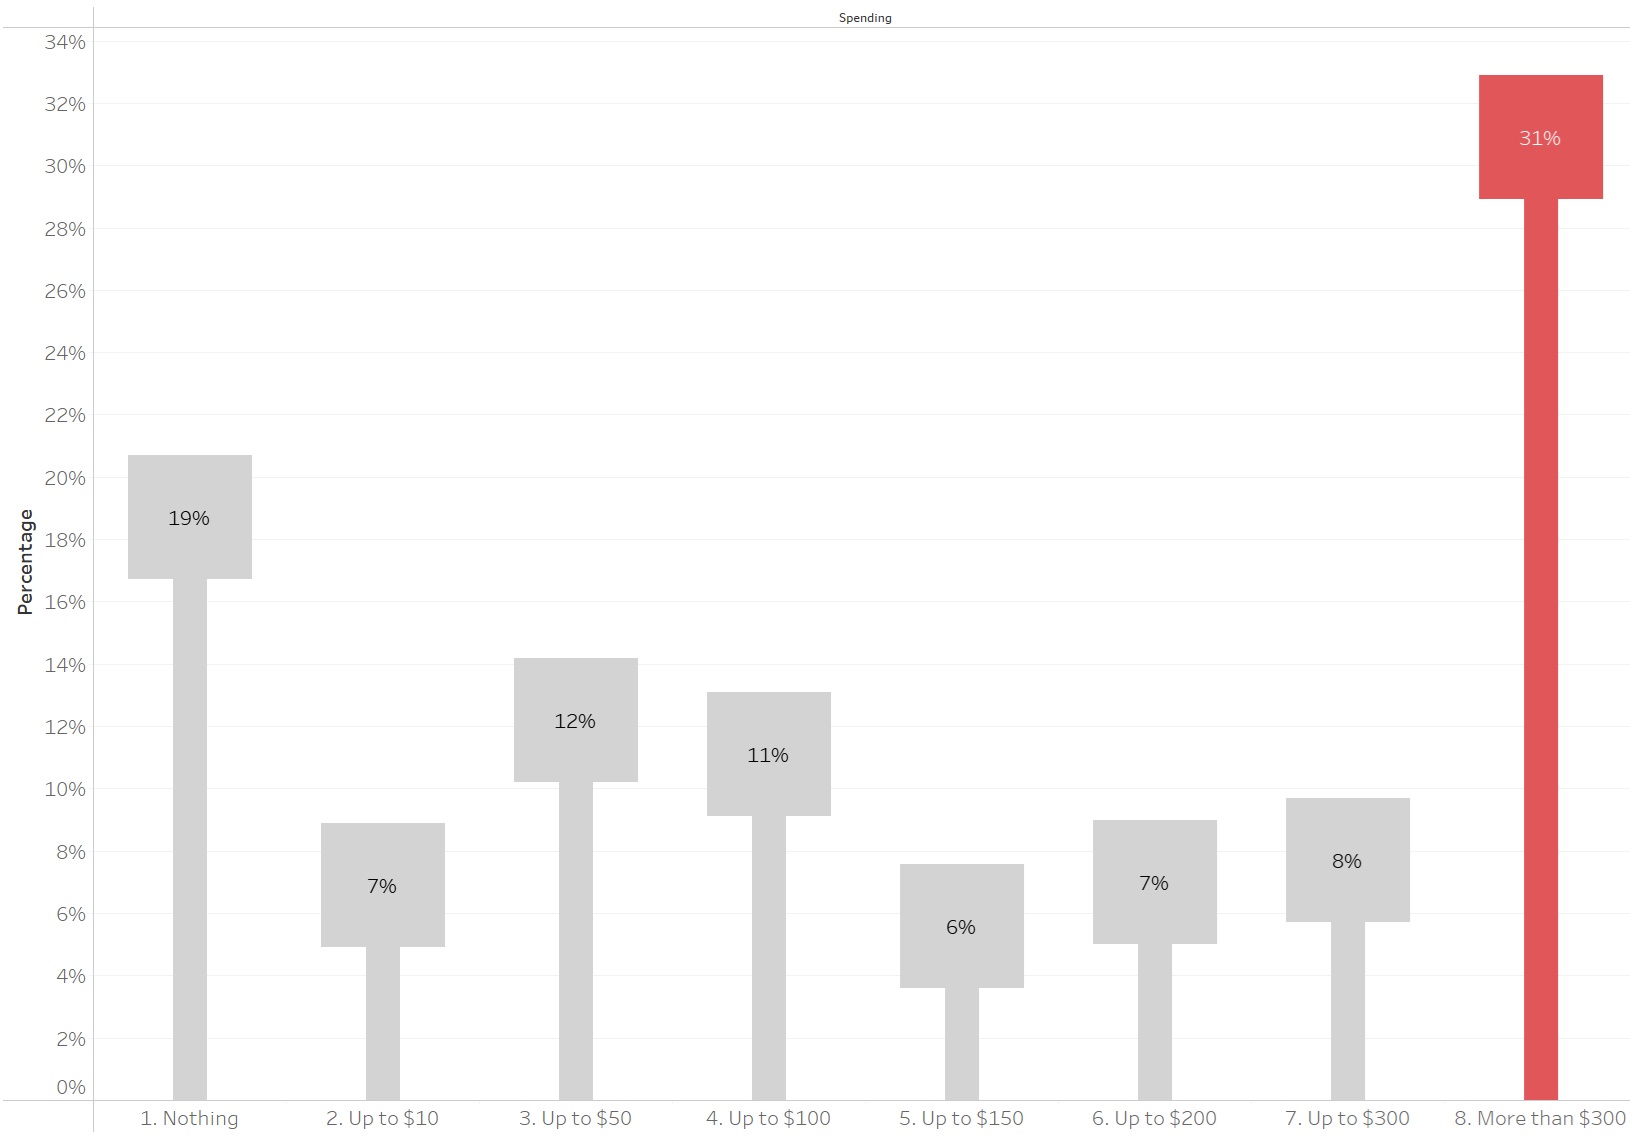 Spending
34%
32%
30%
28%
26%
24%
22%
20%
18%
16%
14%
12%
10%
8%
6%
4%
2%
0%
Percentage
19%
7%
12%
11%
6%
7%
8%
31%
1. Nothing
2. Up to $10
3. Up to $50
4. Up to $100
5. Up to $150
6. Up to $200
7. Up to $300
8. More than $300